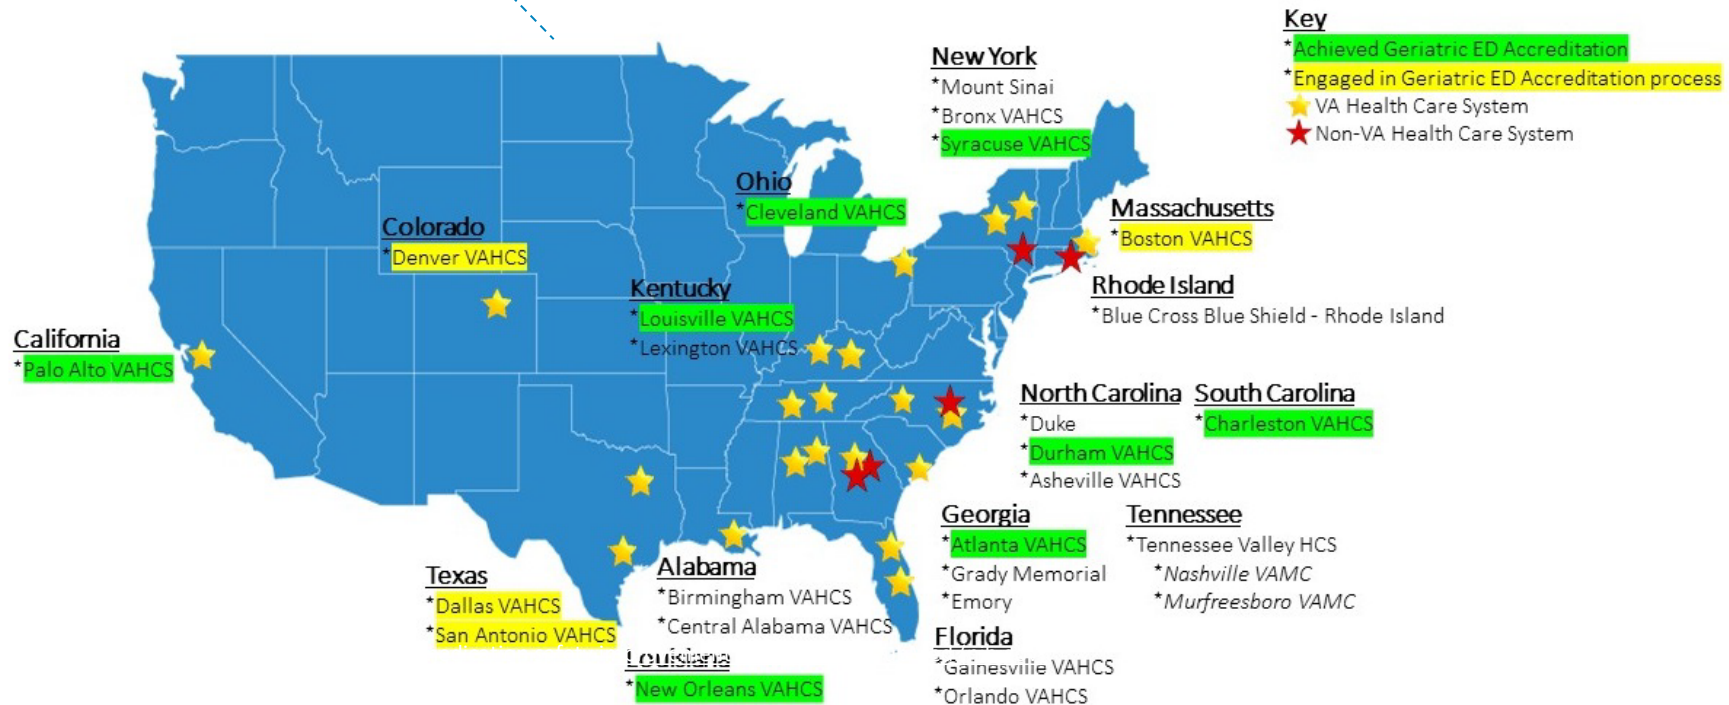 Key
*Achieved Geriatric ED Accreditation
*Engaged in Geriatric ED Accreditation process
VA Health Care System
Non-VA Health Care System
New York
*Mount Sinai
*Bronx VAHCS
*Syracuse VAHCS
Ohio
*Cleveland VAHCS
Massachusetts
*Boston VAHCS
Colorado
*Denver VAHCS
Kentucky
*Louisville VAHCS
*Lexington VAHCS
Rhode Island
*Blue Cross Blue Shield - Rhode Island
California
*Palo Alto VAHCS
North Carolina
*Duke
*Durham VAHCS
*Asheville VAHCS
South Carolina
*Charleston VAHCS
Georgia
*Atlanta VAHCS
*Grady Memorial
*Emory
Tennessee
*Tennessee Valley HCS
*Nashville VAMC
*Murfreesboro VAMC
Texas
*Dallas VAHCS
*San Antonio VAHCS
Alabama
*Birmingham VAHCS
*Central Alabama VAHCS
Louisiana
*New Orleans VAHCS
Florida
*Gainesville VAHCS
*Orlando VAHCS